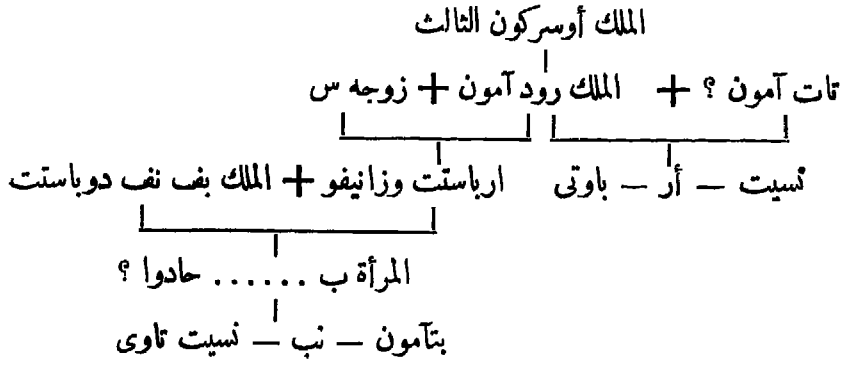 الملك أوسركون الثالث
تات آمون ؟ + الملك رود آمون + زوجه س
نسيت – أر – باوتى ارباستت وزانيفو + الملك بف نف دوباستت
المرأة ب ...... حادوا ؟
بتآمون – نب – نسيت تاوى